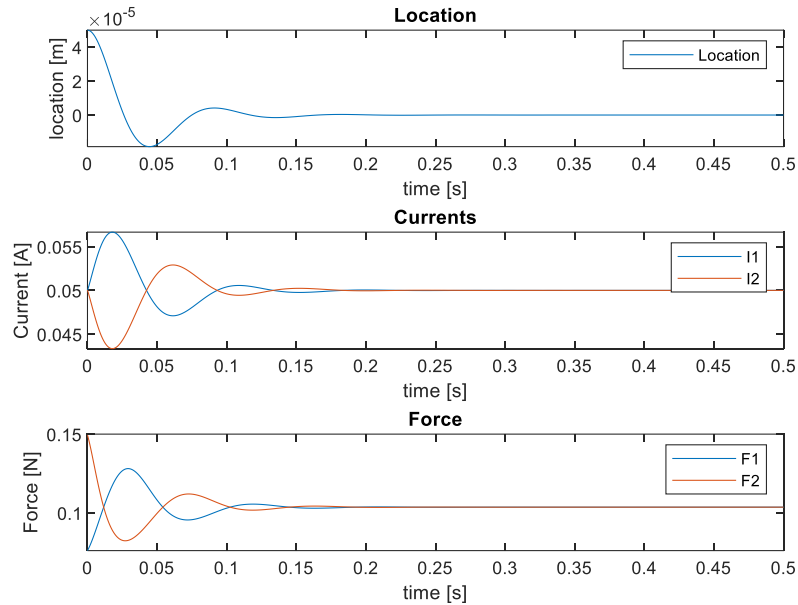 Location
×10^-5
4
2
0
location [m]
Location
0 0.05 0.1 0.15 0.2 0.25 0.3 0.35 0.4 0.45 0.5
time [s]
Currents
0.055
0.05
0.045
Current [A]
I1
I2
0 0.05 0.1 0.15 0.2 0.25 0.3 0.35 0.4 0.45 0.5
time [s]
Force
0.15
0.1
Force [N]
F1
F2
0 0.05 0.1 0.15 0.2 0.25 0.3 0.35 0.4 0.45 0.5
time [s]